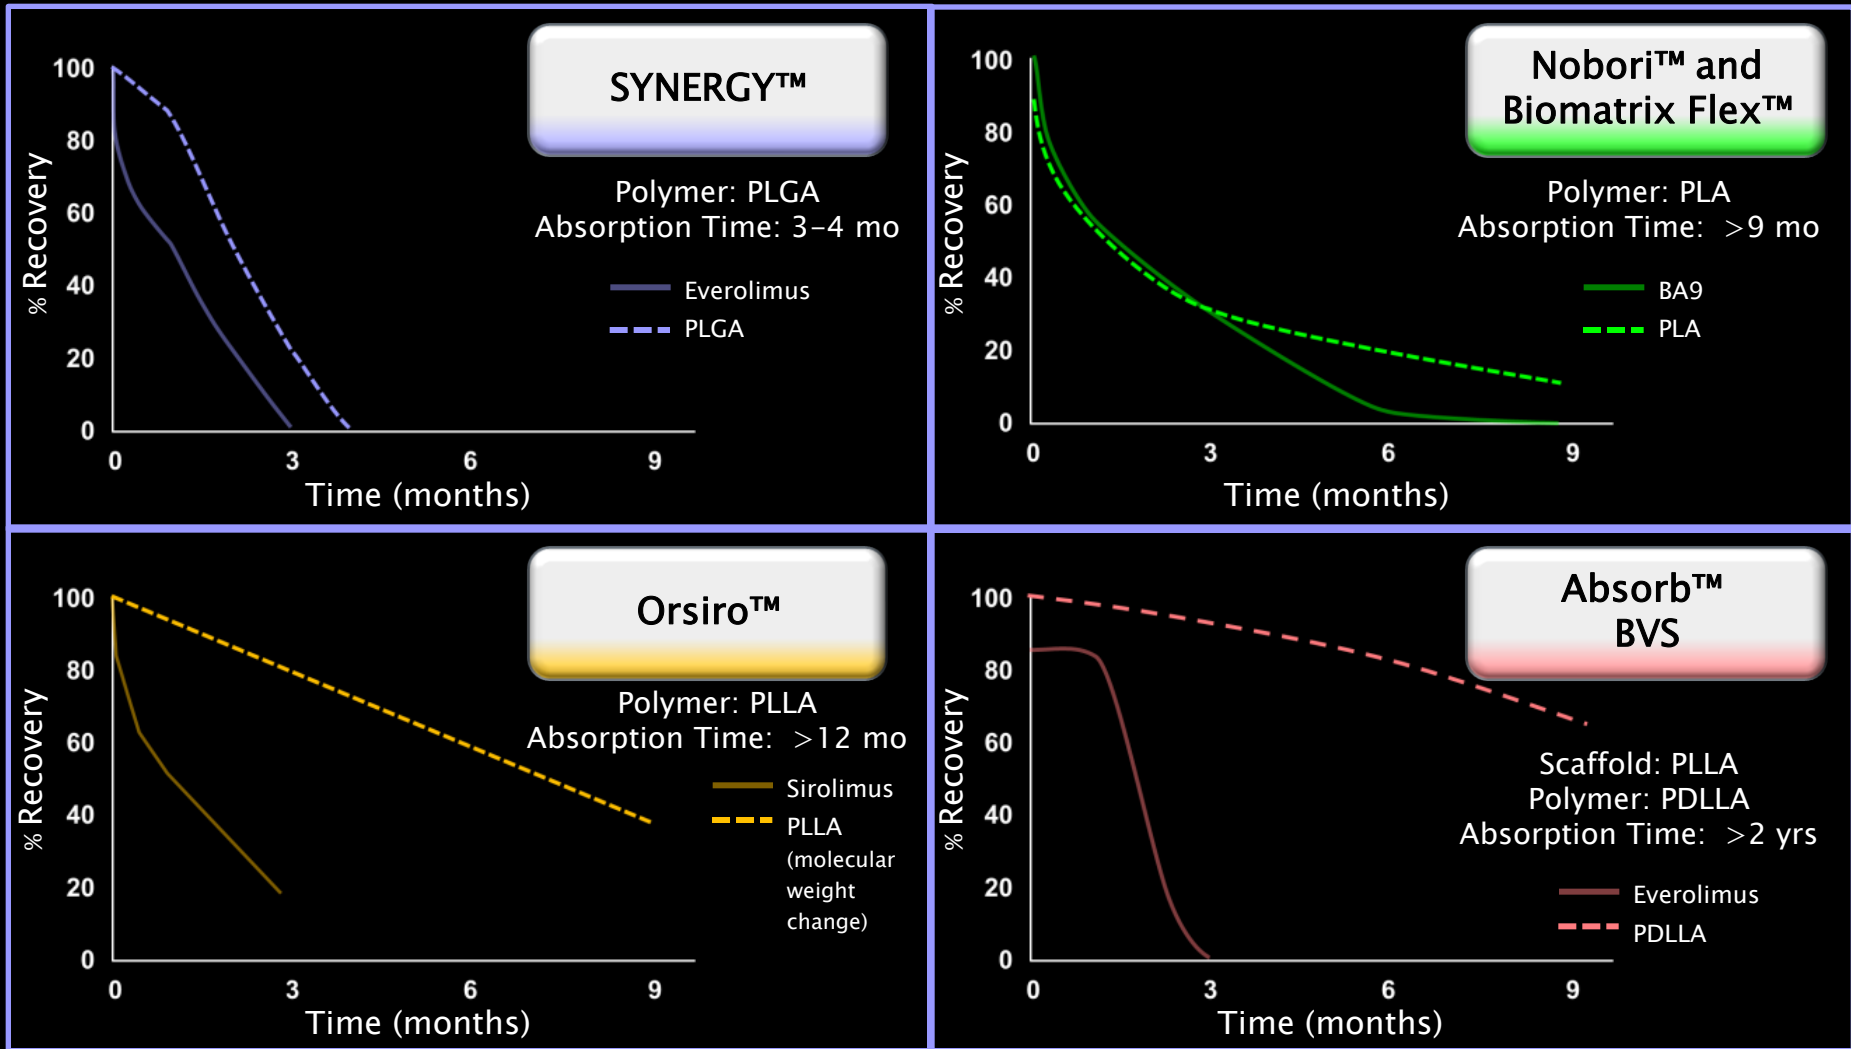 SYNERGY™
Polymer: PLGA
Absorption Time: 3–4 mo
Everolimus
PLGA
% Recovery
100
80
60
40
20
0
0 3 6 9
Time (months)
Nobori™ and
Biomatrix Flex™
Polymer: PLA
Absorption Time: >9 mo
BA9
PLA
% Recovery
100
80
60
40
20
0
0 3 6 9
Time (months)
Orsiro™
Polymer: PLLA
Absorption Time: >12 mo
Sirolimus
PLLA
(molecular
weight
change)
% Recovery
100
80
60
40
20
0
0 3 6 9
Time (months)
Absorb™
BVS
Scaffold: PLLA
Polymer: PDLLA
Absorption Time: >2 yrs
Everolimus
PDLLA
% Recovery
100
80
60
40
20
0
0 3 6 9
Time (months)